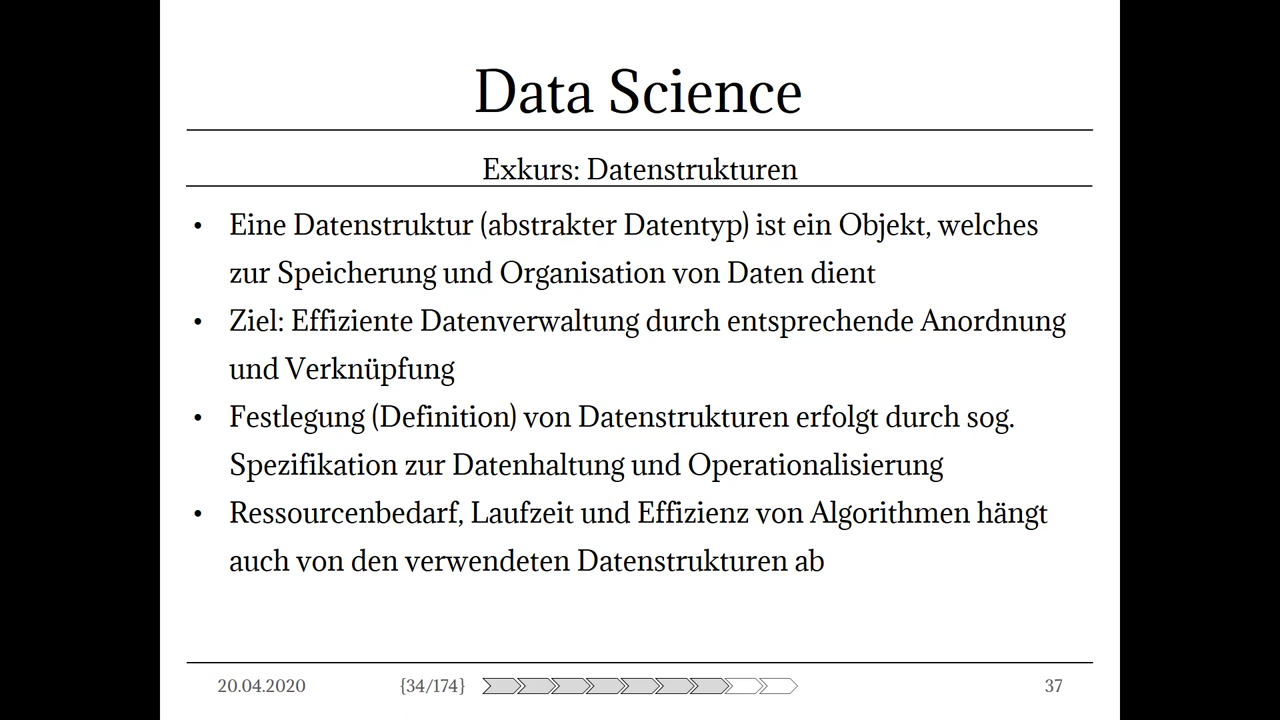 Data Science
Exkurs: Datenstrukturen
• Eine Datenstruktur (abstrakter Datentyp) ist ein Objekt, welches
zur Speicherung und Organisation von Daten dient
• Ziel: Effiziente Datenverwaltung durch entsprechende Anordnung
und Verknüpfung
• Festlegung (Definition) von Datenstrukturen erfolgt durch sog.
Spezifikation zur Datenhaltung und Operationalisierung
• Ressourcenbedarf, Laufzeit und Effizienz von Algorithmen hängt
auch von den verwendeten Datenstrukturen ab
20.04.2020 {34/174} 37